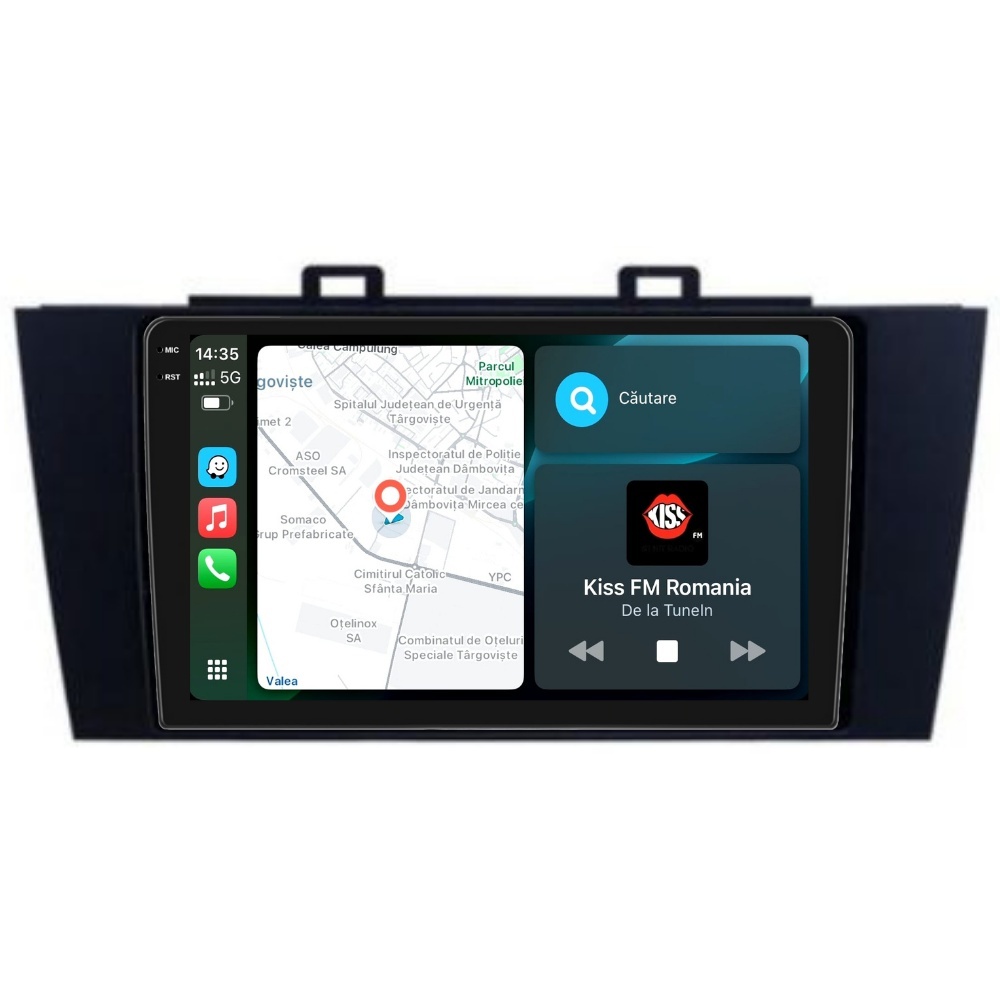 MIC
RST
14:35
5G
Calea Câmpulung
goviște
Parcul
Mitropolie
Spitalul Județean de Urgență
Târgoviște
met 2
ASO
Cromsteel SA
Inspectoratul de Poliție
Județean Dâmbovița
ectoratul de Jandarm
Dâmbovița Mircea ce
Somaco
Grup Prefabricate
Cimitirul Catolic
Sfânta Maria
YPC
Oțelinox
SA
Combinatul de Oțeluri
Speciale Târgoviște
Valea
Căutare
KISS
FM
Kiss FM Romania
De la TuneIn